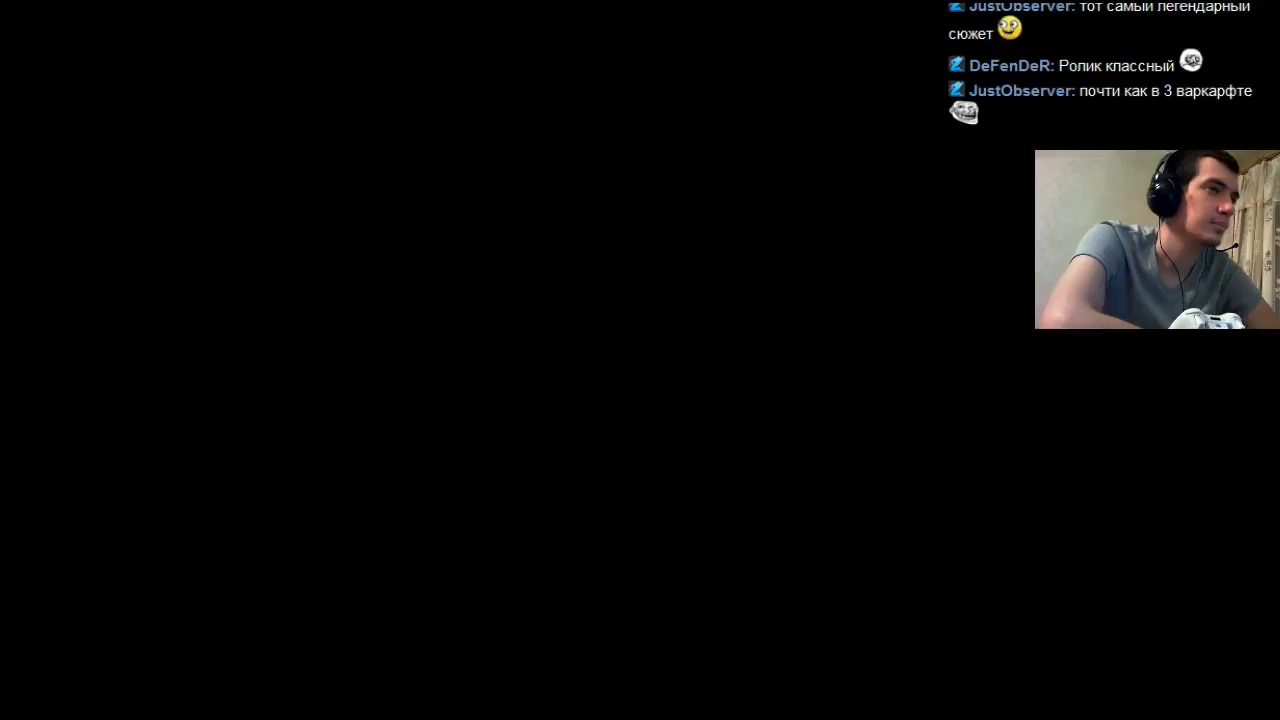 JustObserver: тот самый легендарный
сюжет
DeFenDeR: Ролик классный
JustObserver: почти как в 3 варкарфте